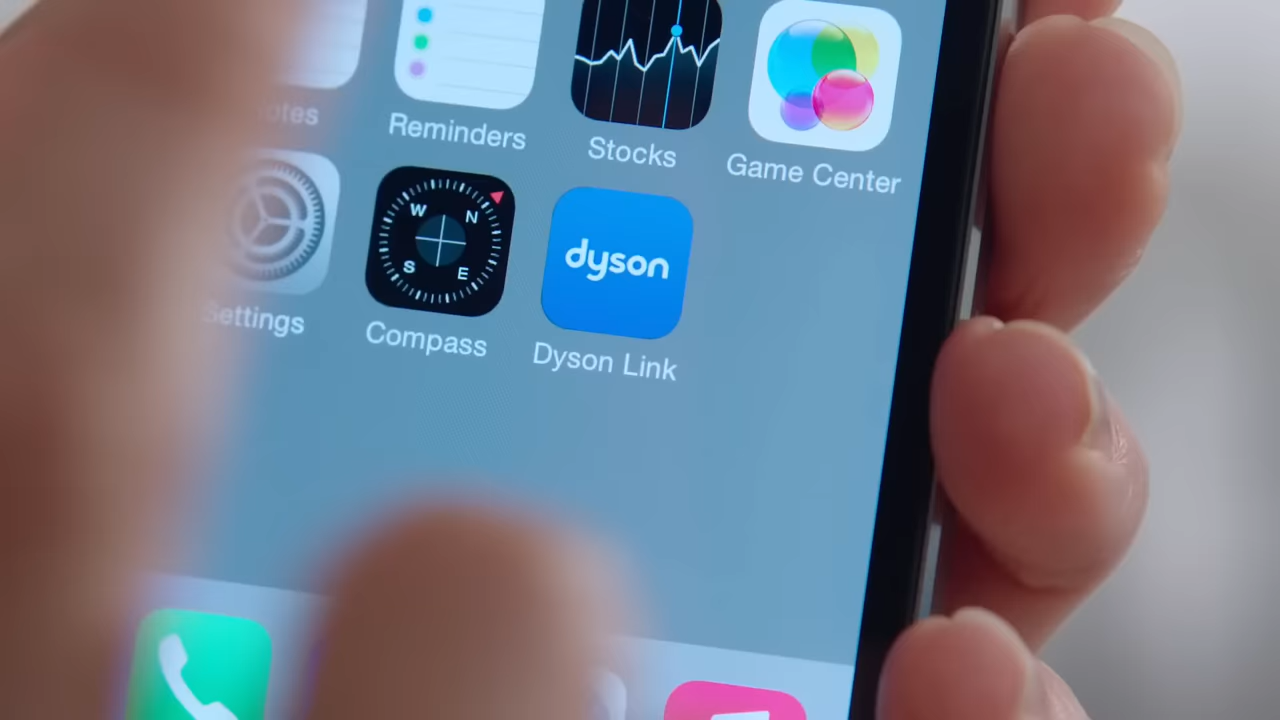 Reminders
Stocks
Game Center
W
N
S
E
dyson
Settings
Compass
Dyson Link